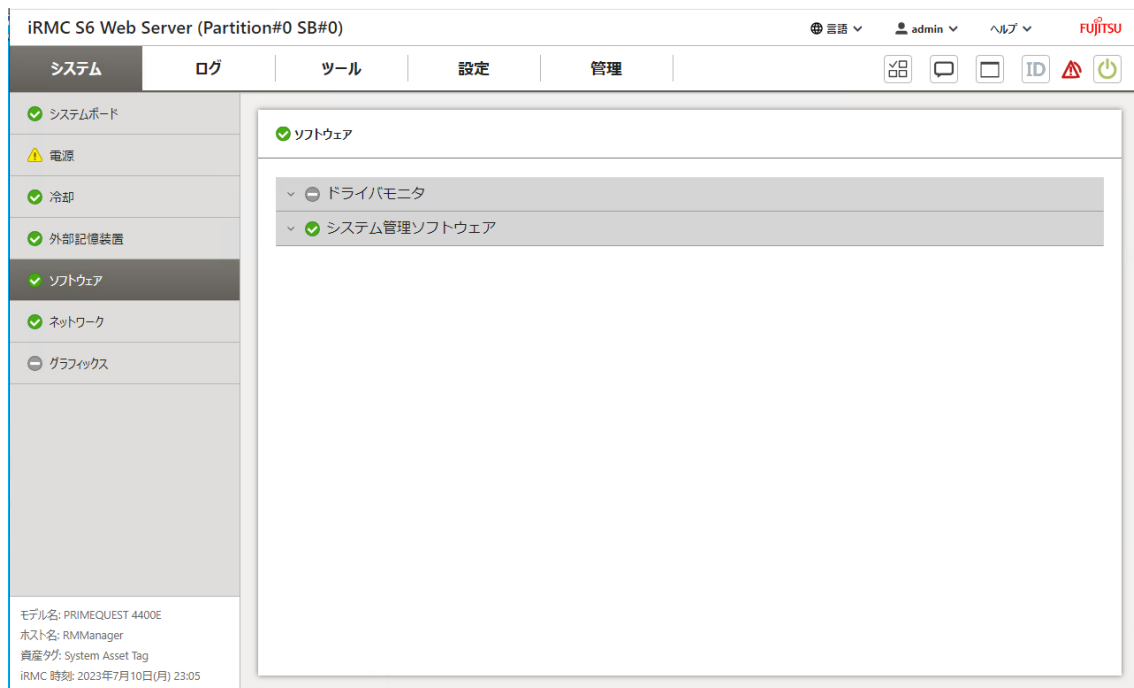 iRMC S6 Web Server (Partition#0 SB#0)
言語 admin ヘルプ FUJITSU
システム ログ ツール 設定 管理 ID
システムボード
電源
冷却
外部記憶装置
ソフトウェア
ネットワーク
グラフィックス
ソフトウェア
ドライバモニタ
システム管理ソフトウェア
モデル名: PRIMEQUEST 4400E
ホスト名: RMManager
資産タグ: System Asset Tag
iRMC 時刻: 2023年7月10日(月) 23:05